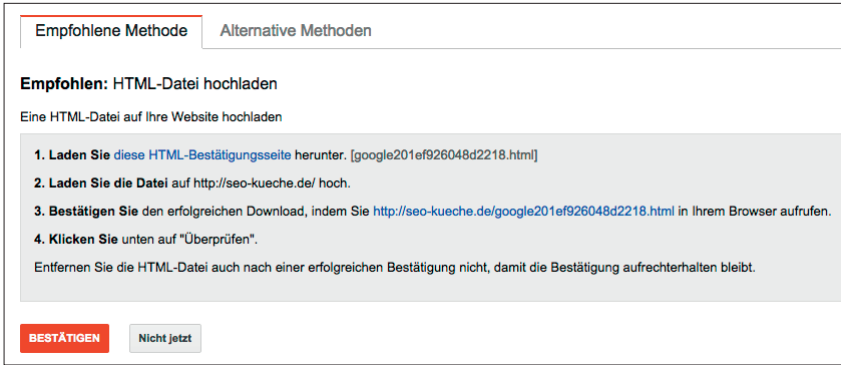 Empfohlene Methode Alternative Methoden
Empfohlen: HTML-Datei hochladen
Eine HTML-Datei auf Ihre Website hochladen
1. Laden Sie diese HTML-Bestätigungsseite herunter. [google201ef926048d2218.html]
2. Laden Sie die Datei auf http://seo-kueche.de/ hoch.
3. Bestätigen Sie den erfolgreichen Download, indem Sie http://seo-kueche.de/google201ef926048d2218.html in Ihrem Browser aufrufen.
4. Klicken Sie unten auf "Überprüfen".
Entfernen Sie die HTML-Datei auch nach einer erfolgreichen Bestätigung nicht, damit die Bestätigung aufrechterhalten bleibt.
BESTÄTIGEN Nicht jetzt